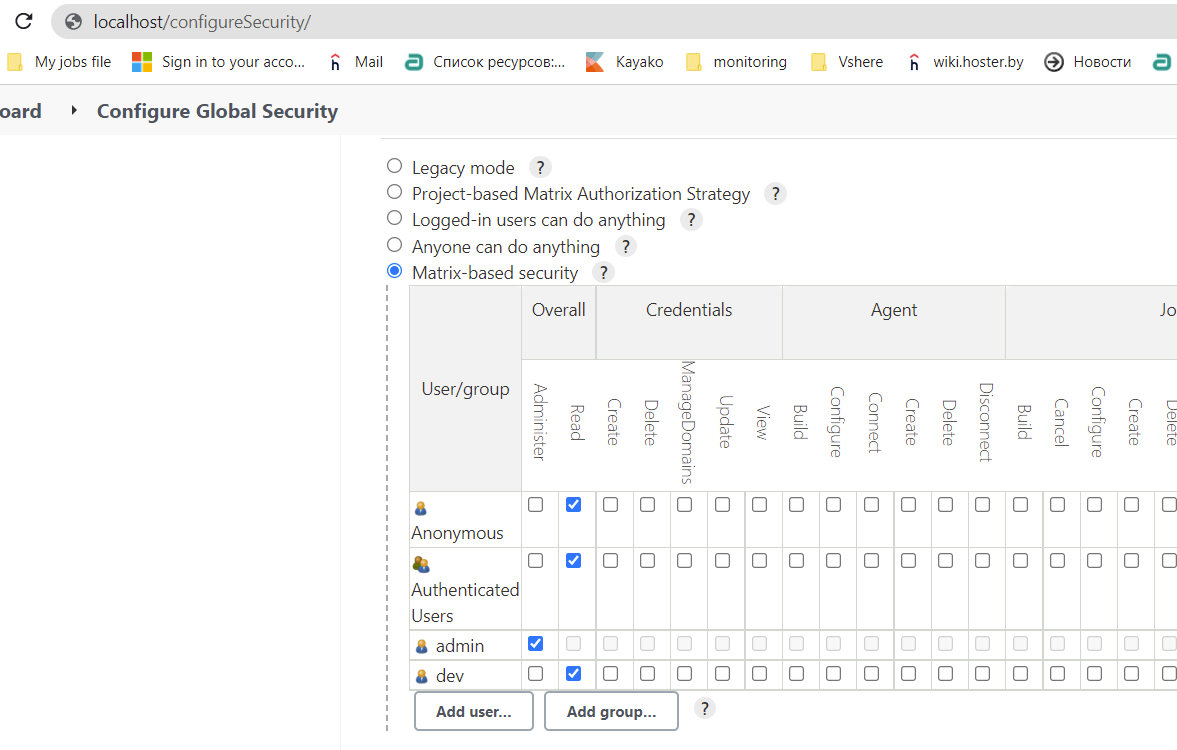 localhost/configureSecurity/
My jobs file Sign in to your acco... Mail Список ресурсов:... Kayako monitoring Vshere wiki.hoster.by Новости
oard Configure Global Security
Legacy mode ?
Project-based Matrix Authorization Strategy ?
Logged-in users can do anything ?
Anyone can do anything ?
Matrix-based security ?
User/group Overall Credentials Agent Jo
Administer Read Create Delete ManageDomains Update View Build Configure Connect Create Delete Disconnect Build Cancel Configure Create Delete
Anonymous
Authenticated
Users
admin
dev
Add user... Add group... ?